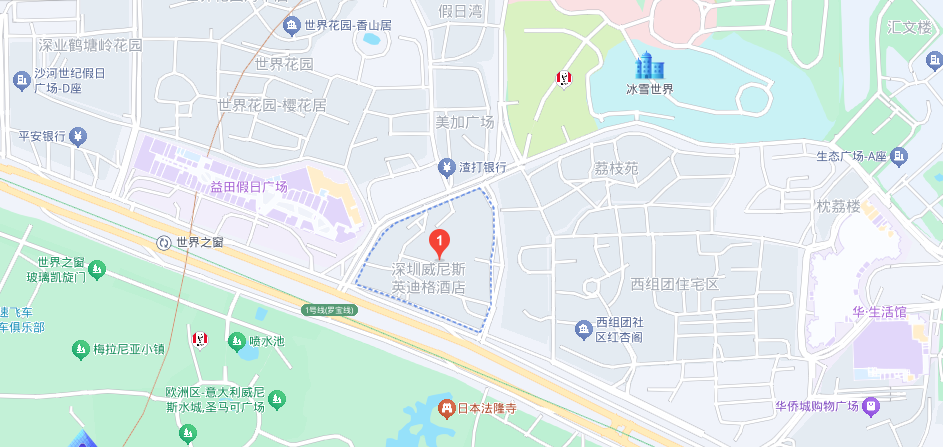 假日湾
世界花园-香山居
汇文楼
深业鹤塘岭花园
世界花园
沙河世纪假日
广场-D座
冰雪世界
世界花园-樱花居
美加广场
平安银行
渣打银行
荔枝苑
生态广场-A座
益田假日广场
枕荔楼
世界之窗
1
深圳威尼斯
英迪格酒店
世界之窗
玻璃凯旋门
西组团住宅区
1号线(罗宝线)
速飞车
车俱乐部
华·生活馆
西组团社
区红杏阁
喷水池
梅拉尼亚小镇
欧洲区-意大利威尼
斯水城,圣马可广场
日本法隆寺
华侨城购物广场